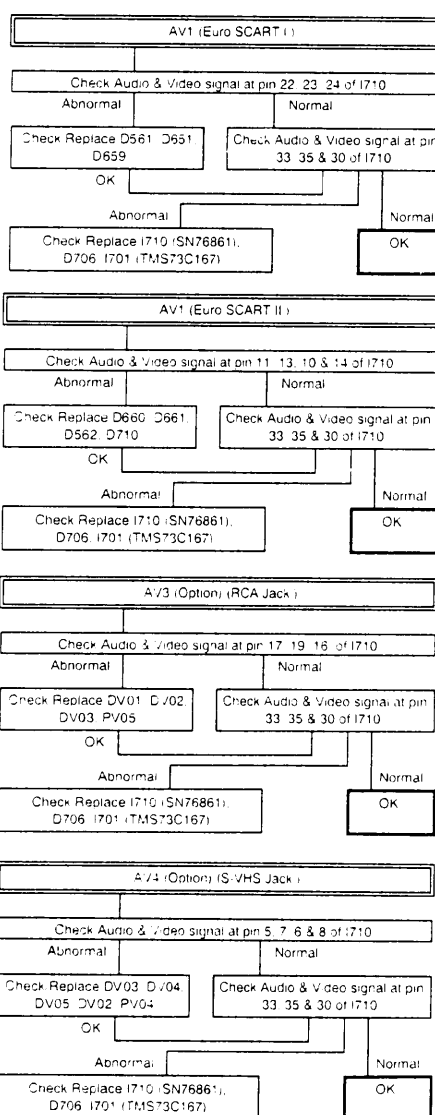 AV1 (Euro SCART I)
Check Audio & Video signal at pin 22 23 24 of I710
Abnormal
Normal
Check Replace D561 D651
D659
Check Audio & Video signal at pin
33 35 & 30 of I710
OK
Abnormal
Normal
Check Replace I710 (SN76861),
D706 I701 (TMS73C167)
OK
AV1 (Euro SCART II)
Check Audio & Video signal at pin 11, 13, 10 & 14 of I710
Abnormal
Normal
Check Replace D660 D661,
D562, D710
Check Audio & Video signal at pin
33 35 & 30 of I710
OK
Abnormal
Normal
Check Replace I710 (SN76861),
D706, I701 (TMS73C167)
OK
AV3 (Option) (RCA Jack)
Check Audio & Video signal at pin 17 19 16 of I710
Abnormal
Normal
Check Replace DV01 DV02,
DV03 PV05
Check Audio & Video signal at pin
33 35 & 30 of I710
OK
Abnormal
Normal
Check Replace I710 (SN76861),
D706 I701 (TMS73C167)
OK
AV4 (Option) (S-VHS Jack)
Check Audio & Video signal at pin 5, 7, 6 & 8 of I710
Abnormal
Normal
Check Replace DV03 DV04,
DV05 DV02 PV04
Check Audio & Video signal at pin
33 35 & 30 of I710
OK
Abnormal
Normal
Check Replace I710 (SN76861),
D706 I701 (TMS73C167)
OK